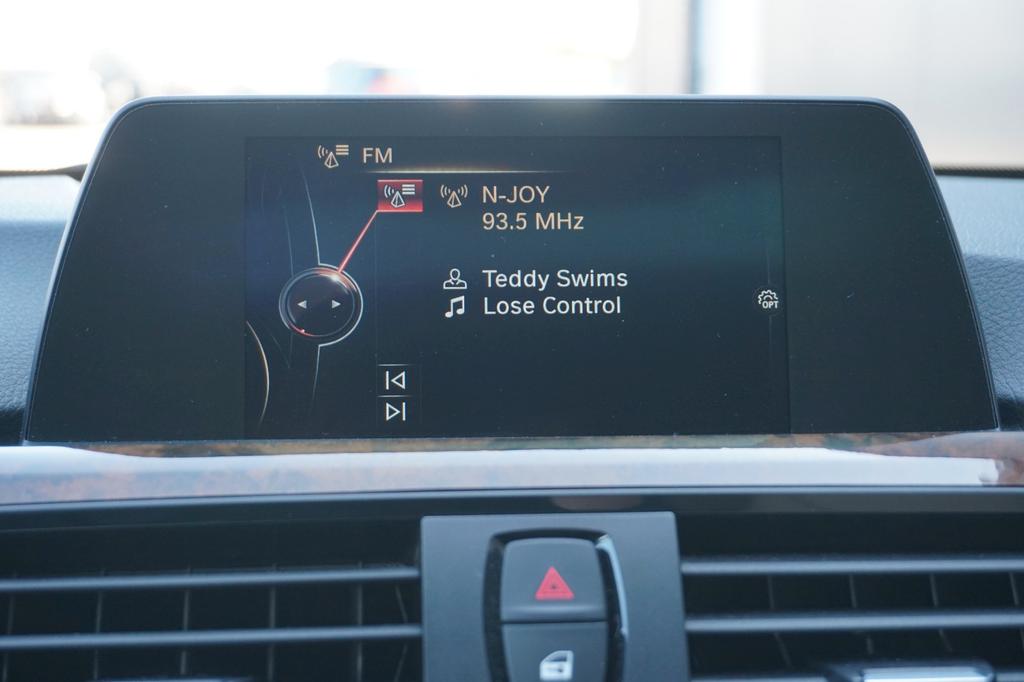 FM
N-JOY
93.5 MHz
Teddy Swims
Lose Control
OPT